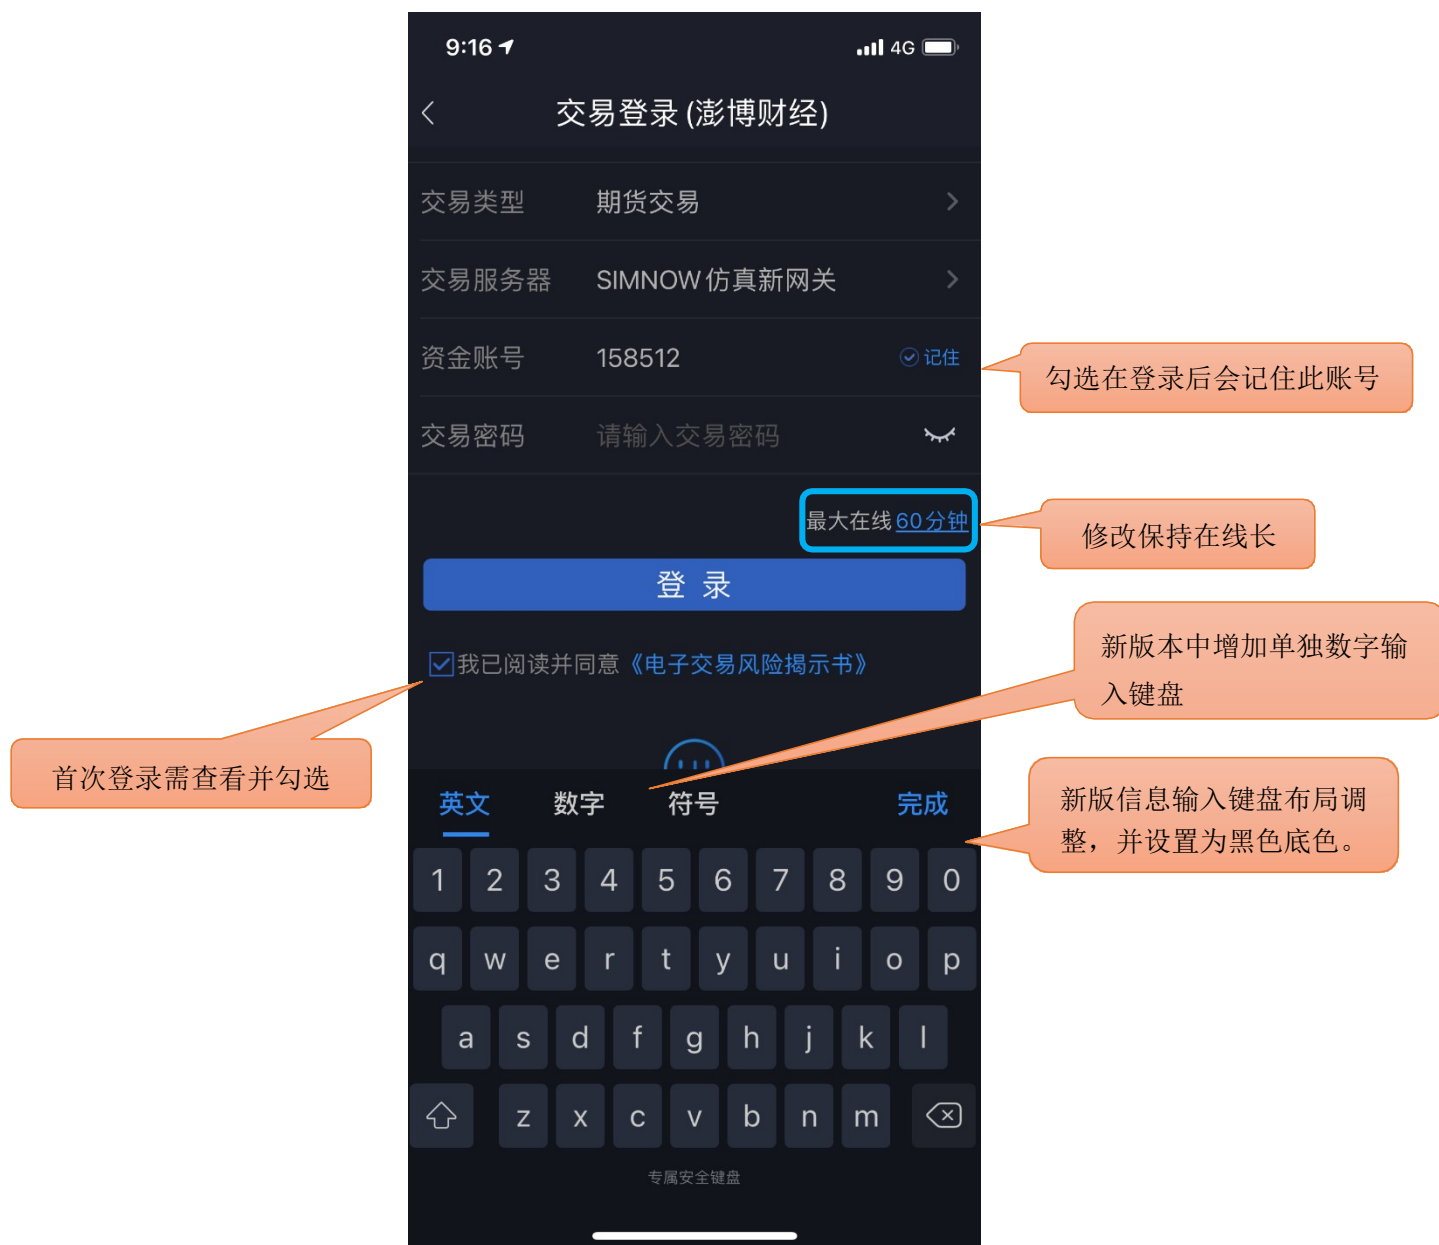 9:16
4G
交易登录(澎博财经)
交易类型 期货交易
交易服务器 SIMNOW仿真新网关
资金账号 158512 记住
勾选在登录后会记住此账号
交易密码 请输入交易密码
最大在线 60分钟
修改保持在线长
登 录
新版本中增加单独数字输
入键盘
我已阅读并同意《电子交易风险揭示书》
首次登录需查看并勾选
英文 数字 符号 完成
新版信息输入键盘布局调
整，并设置为黑色底色。
1 2 3 4 5 6 7 8 9 0
q w e r t y u i o p
a s d f g h j k l
z x c v b n m
专属安全键盘